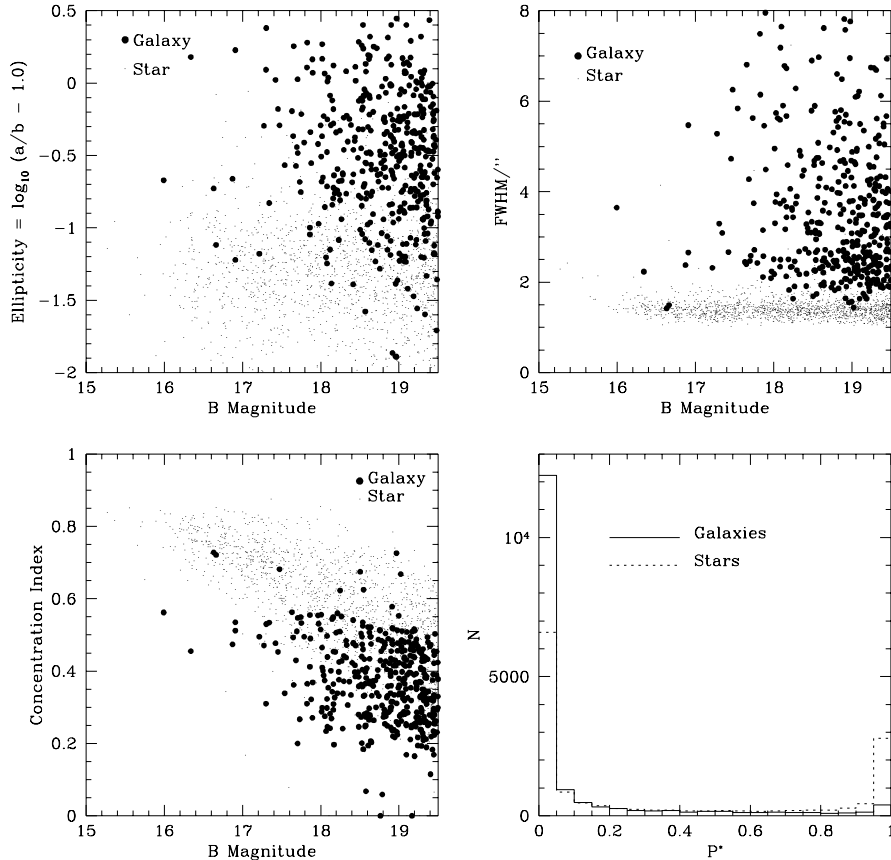 0.5
0
−0.5
−1
−1.5
−2
15 16 17 18 19
B Magnitude
Ellipticity = log10 (a/b − 1.0)
Galaxy
Star
8
6
4
2
0
15 16 17 18 19
B Magnitude
FWHM/''
Galaxy
Star
1
0.8
0.6
0.4
0.2
0
15 16 17 18 19
B Magnitude
Concentration Index
Galaxy
Star
10⁴
5000
0
0 0.2 0.4 0.6 0.8 1
P*
N
Galaxies
Stars